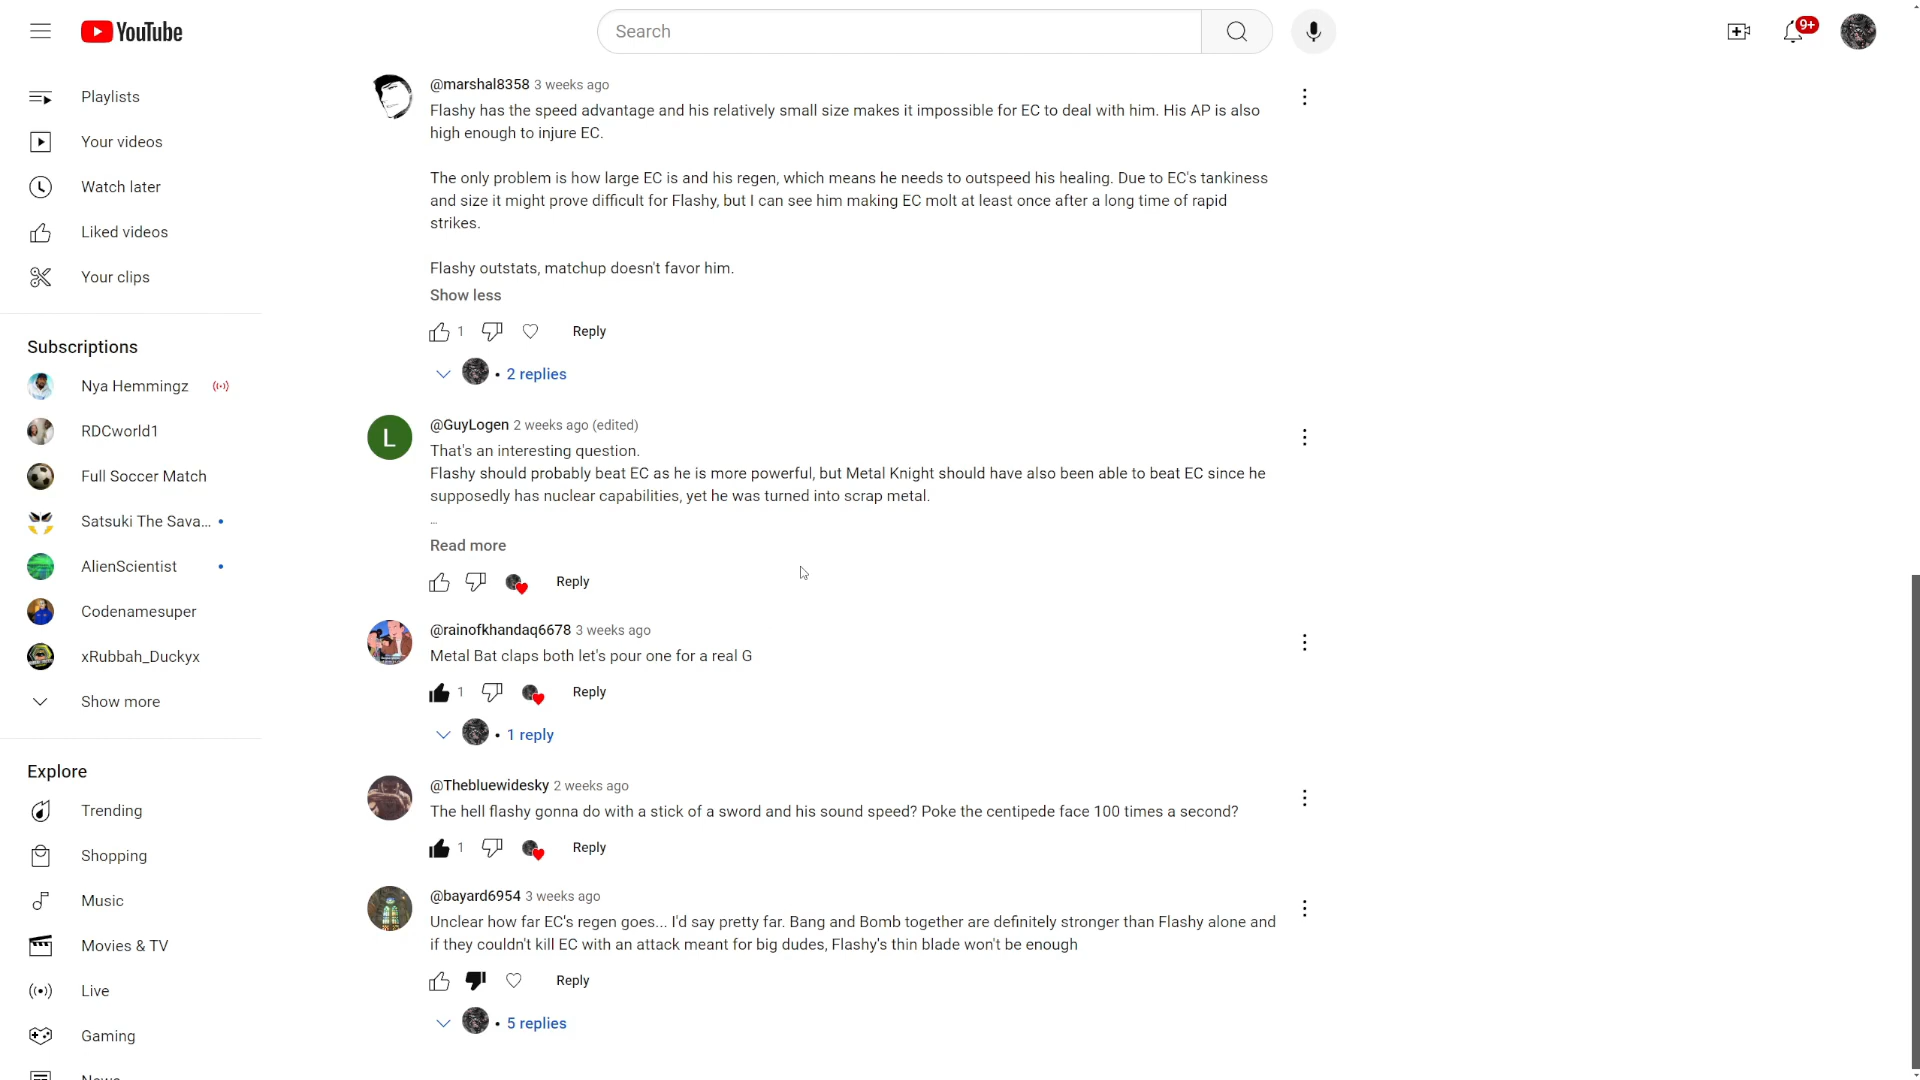 YouTube
Search
9+
Playlists
Your videos
Watch later
Liked videos
Your clips
Subscriptions
Nya Hemmingz
RDCworld1
Full Soccer Match
Satsuki The Sava...
AlienScientist
Codenamesuper
xRubbah_Duckyx
Show more
Explore
Trending
Shopping
Music
Movies & TV
Live
Gaming
News
@marshal8358 3 weeks ago
Flashy has the speed advantage and his relatively small size makes it impossible for EC to deal with him. His AP is also
high enough to injure EC.
The only problem is how large EC is and his regen, which means he needs to outspeed his healing. Due to EC's tankiness
and size it might prove difficult for Flashy, but I can see him making EC molt at least once after a long time of rapid
strikes.
Flashy outstats, matchup doesn't favor him.
Show less
1 Reply
• 2 replies
L
@GuyLogen 2 weeks ago (edited)
That's an interesting question.
Flashy should probably beat EC as he is more powerful, but Metal Knight should have also been able to beat EC since he
supposedly has nuclear capabilities, yet he was turned into scrap metal.
...
Read more
Reply
@rainofkhandaq6678 3 weeks ago
Metal Bat claps both let's pour one for a real G
1 Reply
• 1 reply
@Thebluewidesky 2 weeks ago
The hell flashy gonna do with a stick of a sword and his sound speed? Poke the centipede face 100 times a second?
1 Reply
@bayard6954 3 weeks ago
Unclear how far EC's regen goes... I'd say pretty far. Bang and Bomb together are definitely stronger than Flashy alone and
if they couldn't kill EC with an attack meant for big dudes, Flashy's thin blade won't be enough
Reply
• 5 replies